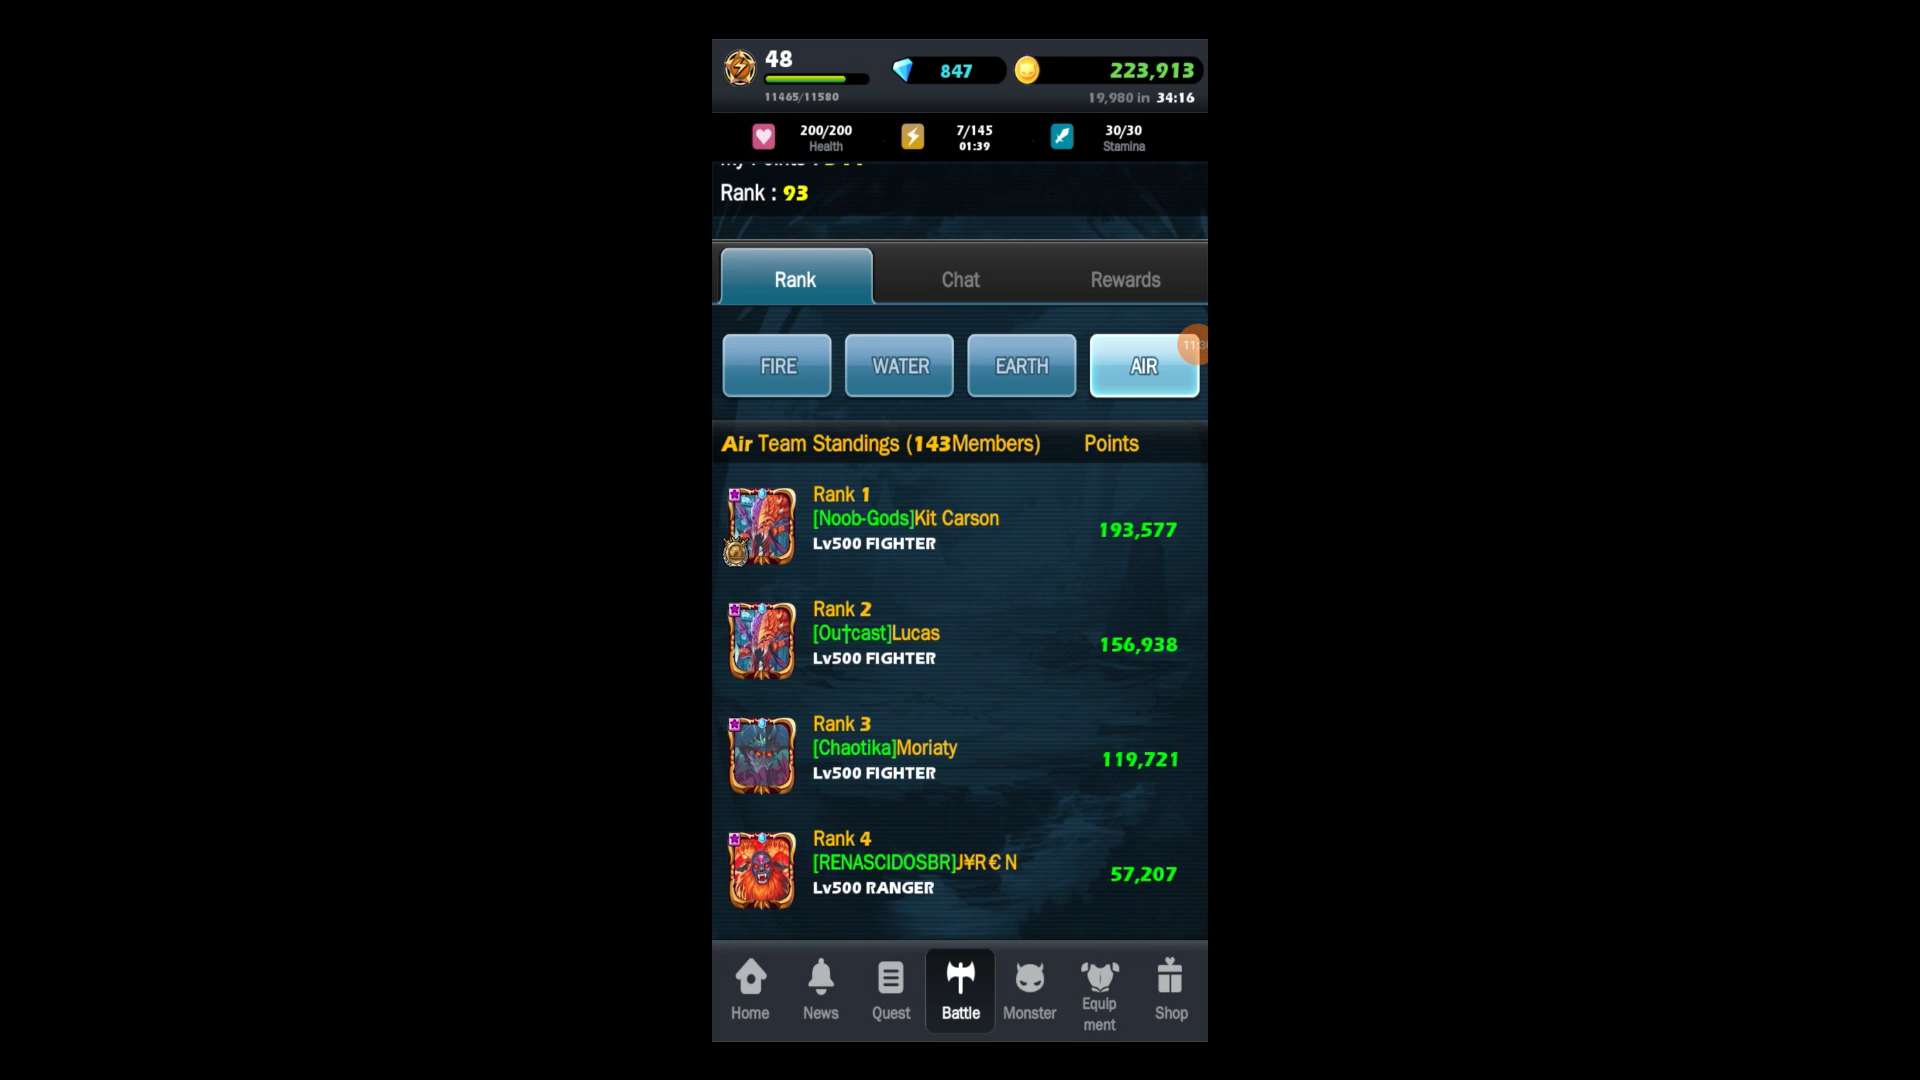 48
847
223,913
11465/11580
19,980 in 34:16
200/200
Health
7/145
01:39
30/30
Stamina
Rank : 93
Rank
Chat
Rewards
FIRE
WATER
EARTH
AIR
Air Team Standings (143Members)
Points
Rank 1
[Noob-Gods]Kit Carson
Lv500 FIGHTER
193,577
Rank 2
[Ou†cast]Lucas
Lv500 FIGHTER
156,938
Rank 3
[Chaotika]Moriaty
Lv500 FIGHTER
119,721
Rank 4
[RENASCIDOSBR]J¥R€N
Lv500 RANGER
57,207
Home
News
Quest
Battle
Monster
Equip
ment
Shop